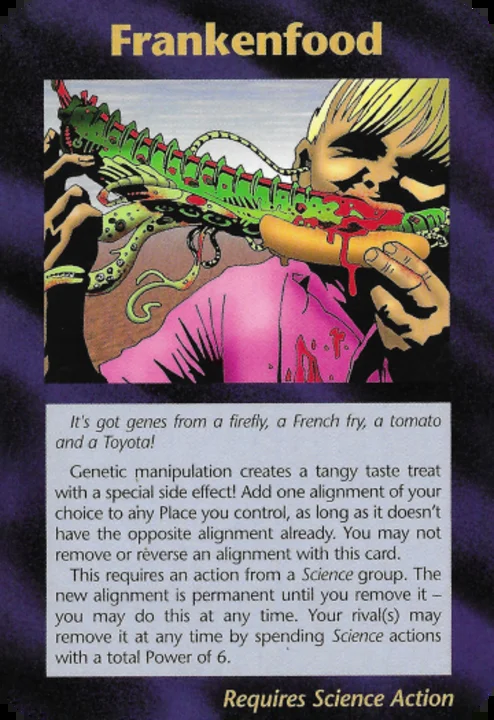 Frankenfood
It's got genes from a firefly, a French fry, a tomato
and a Toyota!
Genetic manipulation creates a tangy taste treat
with a special side effect! Add one alignment of your
choice to any Place you control, as long as it doesn't
have the opposite alignment already. You may not
remove or reverse an alignment with this card.
This requires an action from a Science group. The
new alignment is permanent until you remove it –
you may do this at any time. Your rival(s) may
remove it at any time by spending Science actions
with a total Power of 6.
Requires Science Action